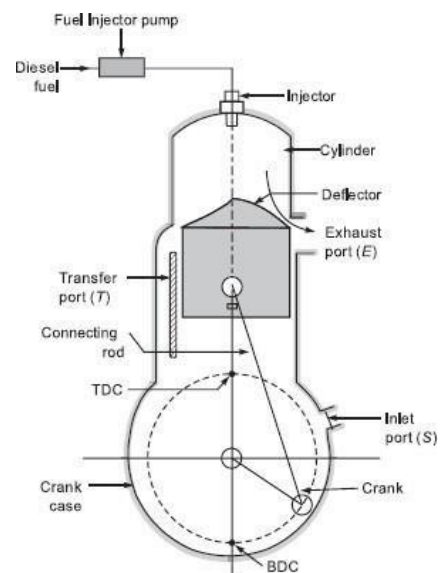 Fuel Injector pump
Diesel
fuel
Injector
Cylinder
Deflector
Exhaust
port (E)
Transfer
port (T)
Connecting
rod
TDC
Inlet
port (S)
Crank
Crank
case
BDC